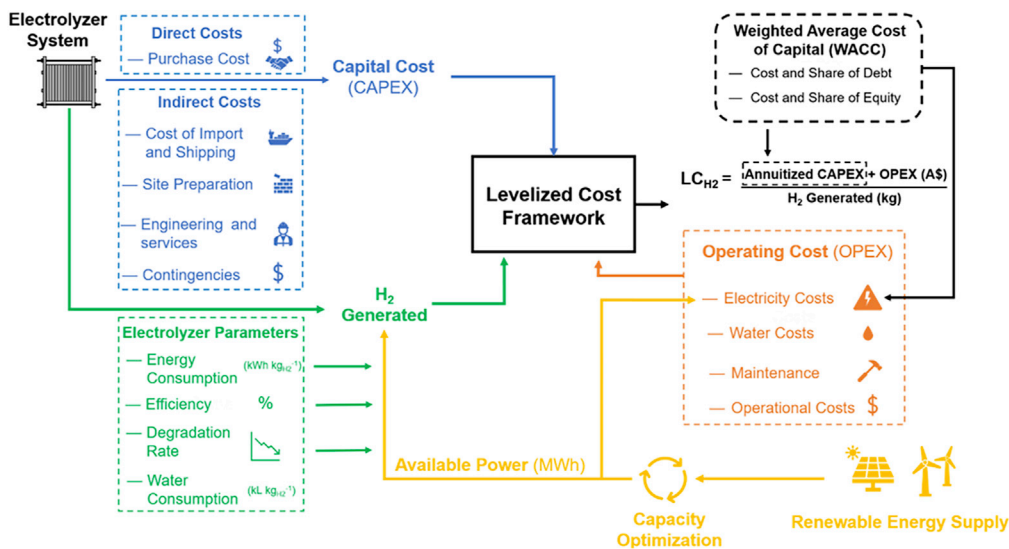 Electrolyzer
System
Direct Costs
— Purchase Cost
$
Indirect Costs
— Cost of Import
and Shipping
— Site Preparation
— Engineering and
services
— Contingencies
$
Capital Cost
(CAPEX)
Weighted Average Cost
of Capital (WACC)
— Cost and Share of Debt
— Cost and Share of Equity
Levelized Cost
Framework
LCH2 = Annuitized CAPEX + OPEX (A$)
H2 Generated (kg)
Operating Cost (OPEX)
— Electricity Costs
— Water Costs
— Maintenance
— Operational Costs $
H2
Generated
Electrolyzer Parameters
— Energy
Consumption (kWh kgH2-1)
— Efficiency %
— Degradation
Rate
— Water
Consumption (kL kgH2-1)
Available Power (MWh)
Capacity
Optimization
Renewable Energy Supply